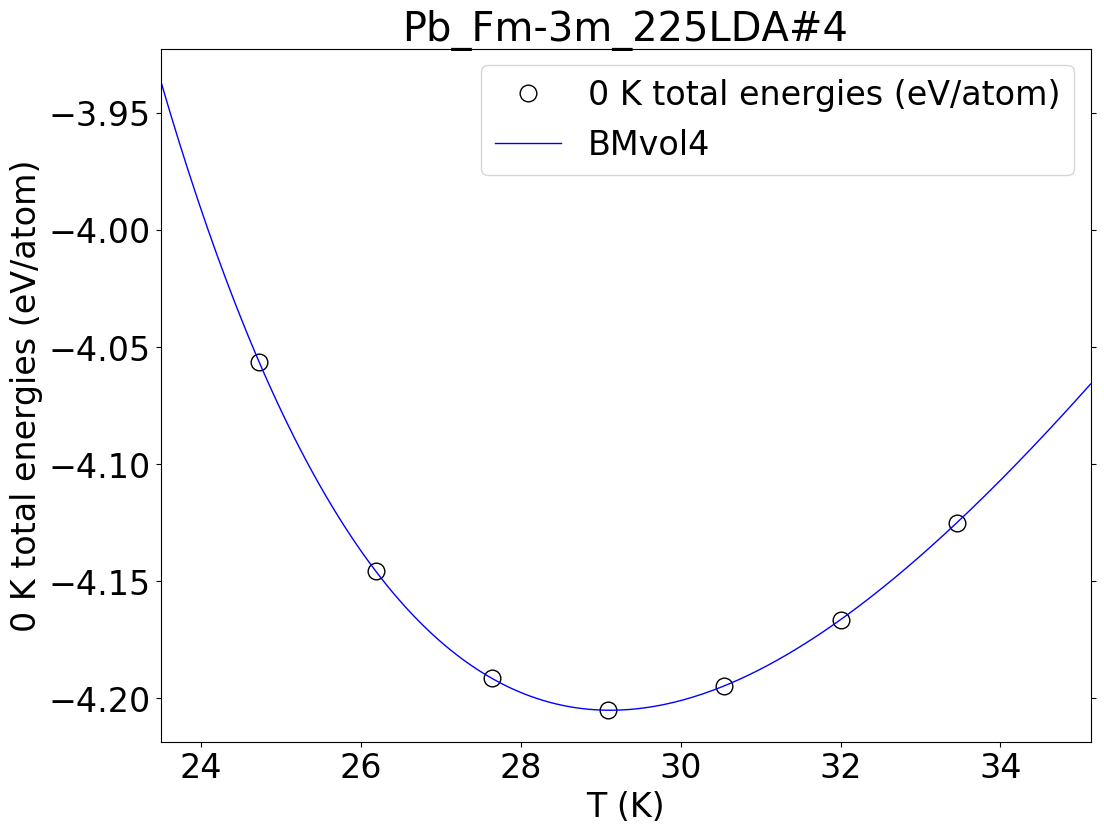 Pb_Fm-3m_225LDA#4
0 K total energies (eV/atom)
BMvol4
0 K total energies (eV/atom)
−3.95
−4.00
−4.05
−4.10
−4.15
−4.20
24 26 28 30 32 34
T (K)